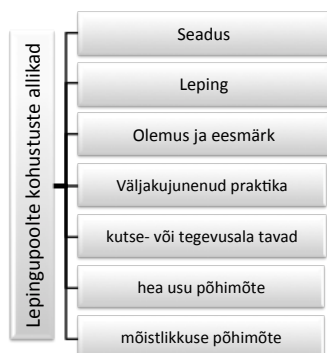 Lepingupoolte kohustuste allikad
Seadus
Leping
Olemus ja eesmärk
Väljakujunenud praktika
kutse- või tegevusala tavad
hea usu põhimõte
mõistlikkuse põhimõte